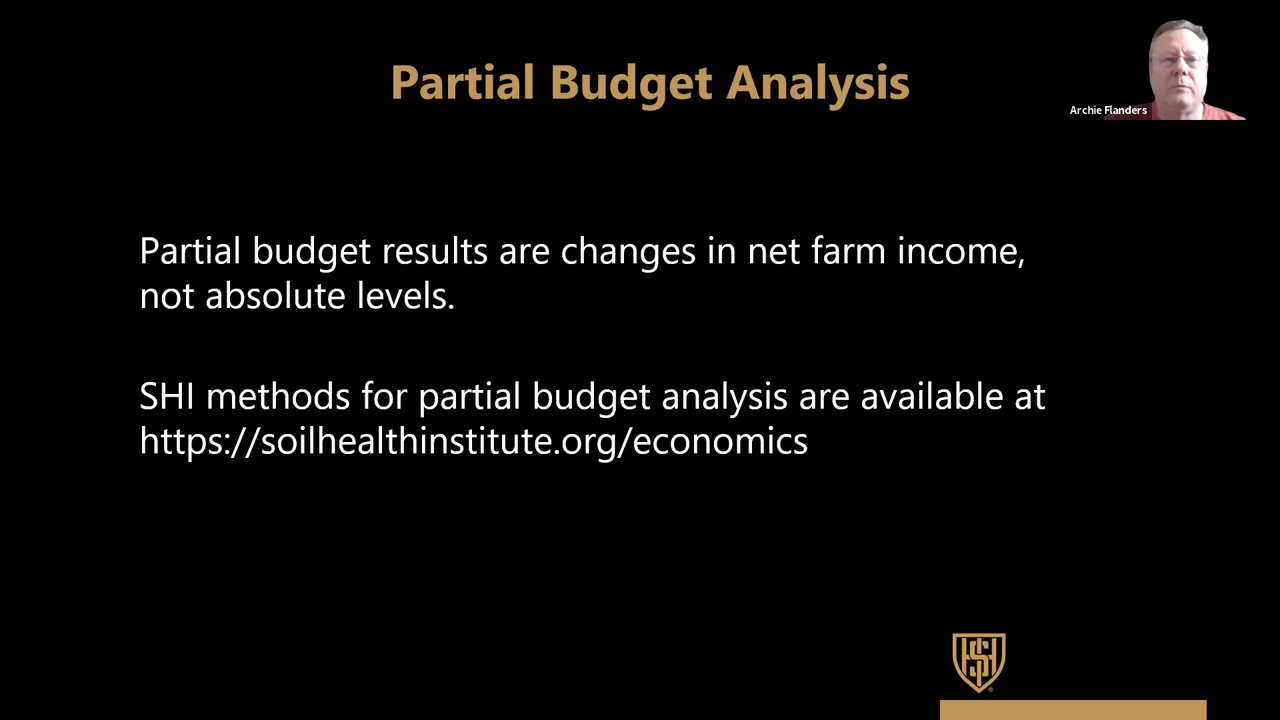 Partial Budget Analysis
Archie Flanders
Partial budget results are changes in net farm income,
not absolute levels.
SHI methods for partial budget analysis are available at
https://soilhealthinstitute.org/economics
SHI